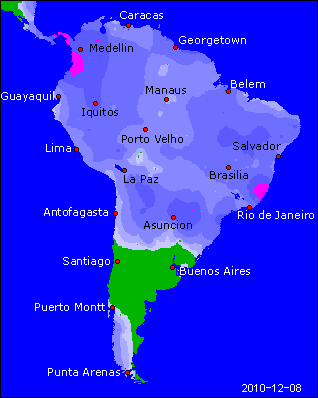 Caracas
Georgetown
Medellin
Manaus
Belem
Guayaquil
Iquitos
Porto Velho
Salvador
Lima
La Paz
Brasilia
Antofagasta
Rio de Janeiro
Asuncion
Santiago
Buenos Aires
Puerto Montt
Punta Arenas
2010-12-08